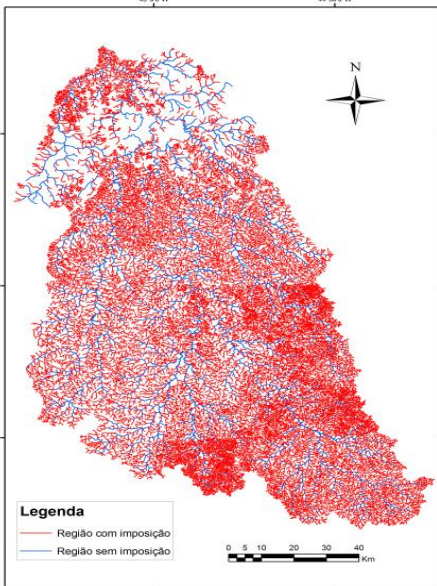 N
Legenda
Região com imposição
Região sem imposição
0 5 10 20 30 40
Km